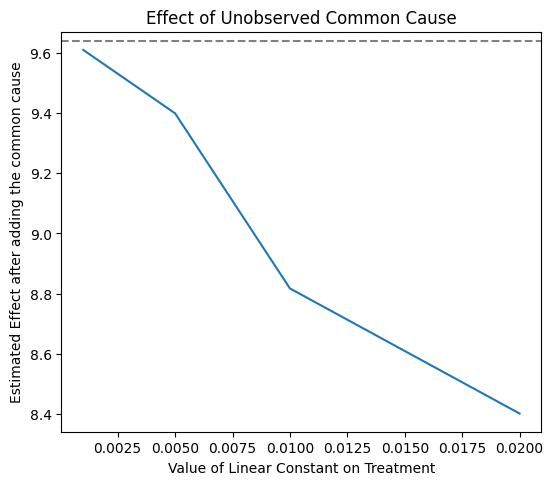 Effect of Unobserved Common Cause
Estimated Effect after adding the common cause
9.6
9.4
9.2
9.0
8.8
8.6
8.4
0.0025 0.0050 0.0075 0.0100 0.0125 0.0150 0.0175 0.0200
Value of Linear Constant on Treatment